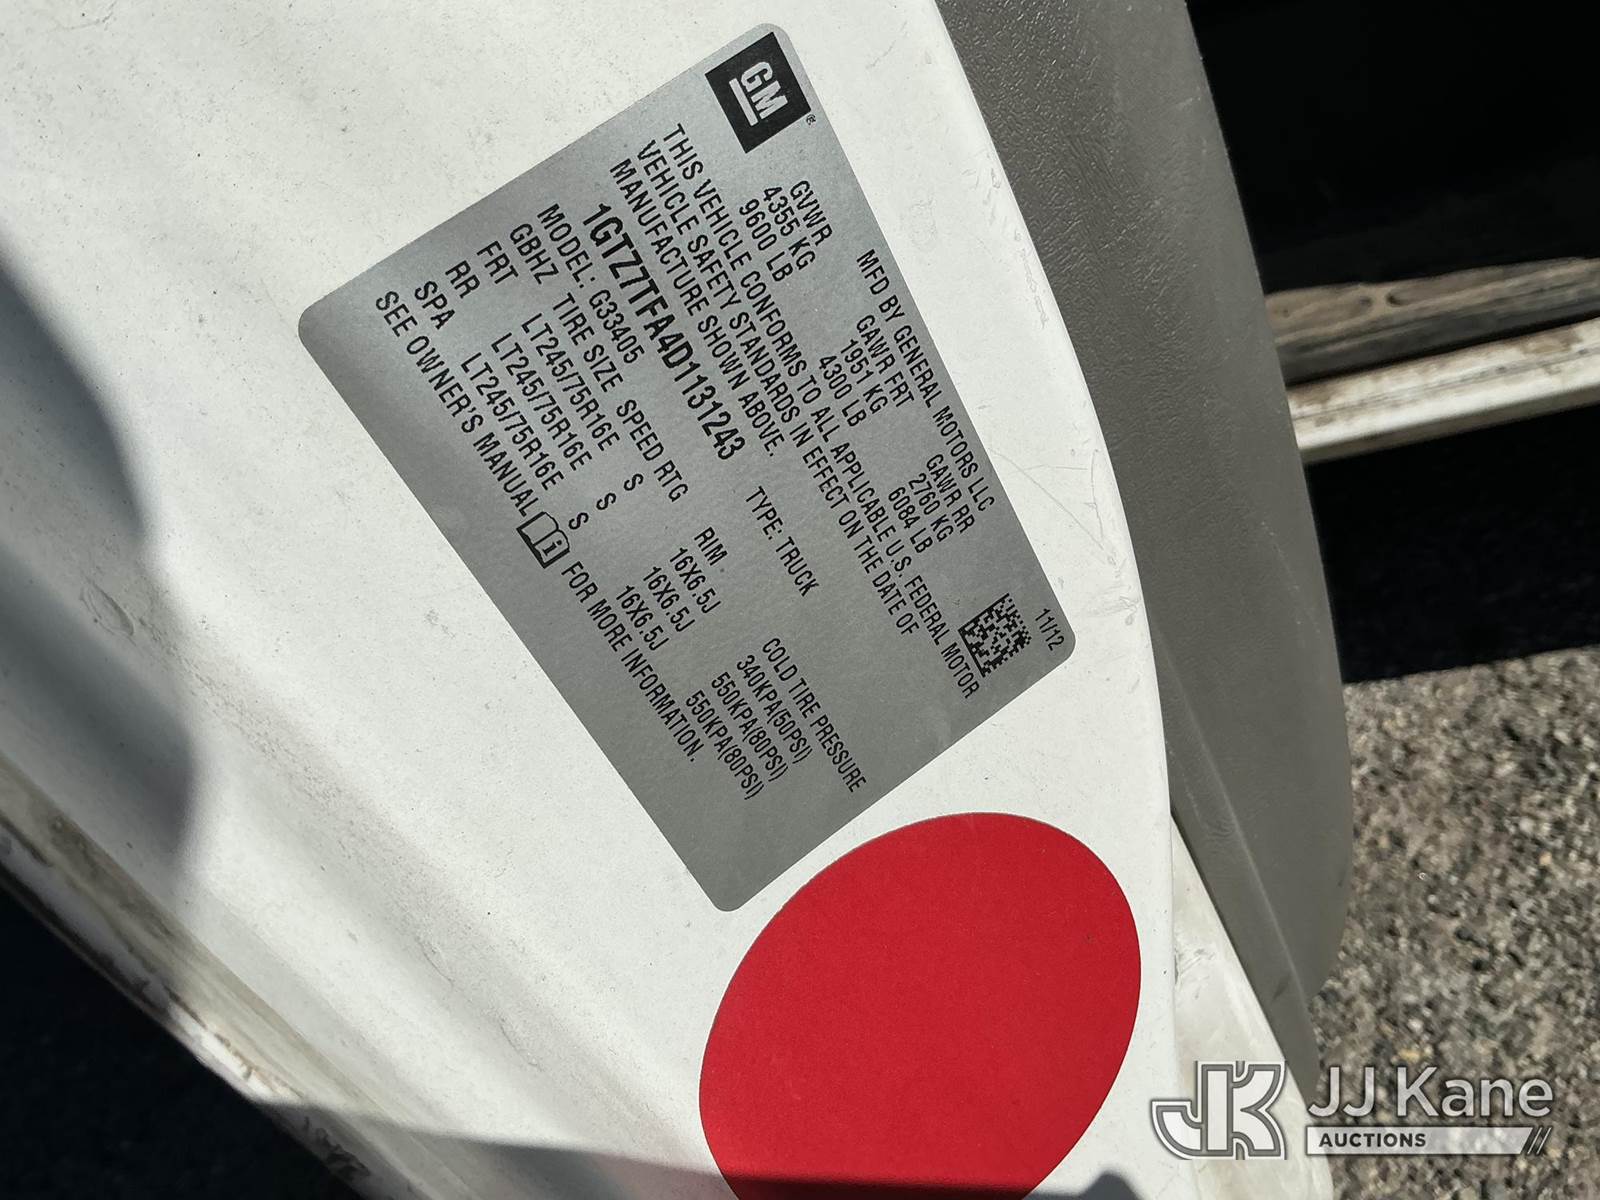 GM®
MFD BY GENERAL MOTORS LLC
11/12
GVWR GAWR FRT GAWR RR
4355 KG 1951 KG 2760 KG
9600 LB 4300 LB 6084 LB
THIS VEHICLE CONFORMS TO ALL APPLICABLE U.S. FEDERAL MOTOR
VEHICLE SAFETY STANDARDS IN EFFECT ON THE DATE OF
MANUFACTURE SHOWN ABOVE.
1GTZ7TFA4D1131243 TYPE: TRUCK
MODEL: G33405
GBHZ TIRE SIZE SPEED RTG RIM COLD TIRE PRESSURE
FRT LT245/75R16E S 16X6.5J 340KPA(50PSI)
RR LT245/75R16E S 16X6.5J 550KPA(80PSI)
SPA LT245/75R16E S 16X6.5J 550KPA(80PSI)
SEE OWNER'S MANUAL FOR MORE INFORMATION.
JK JJ Kane
AUCTIONS